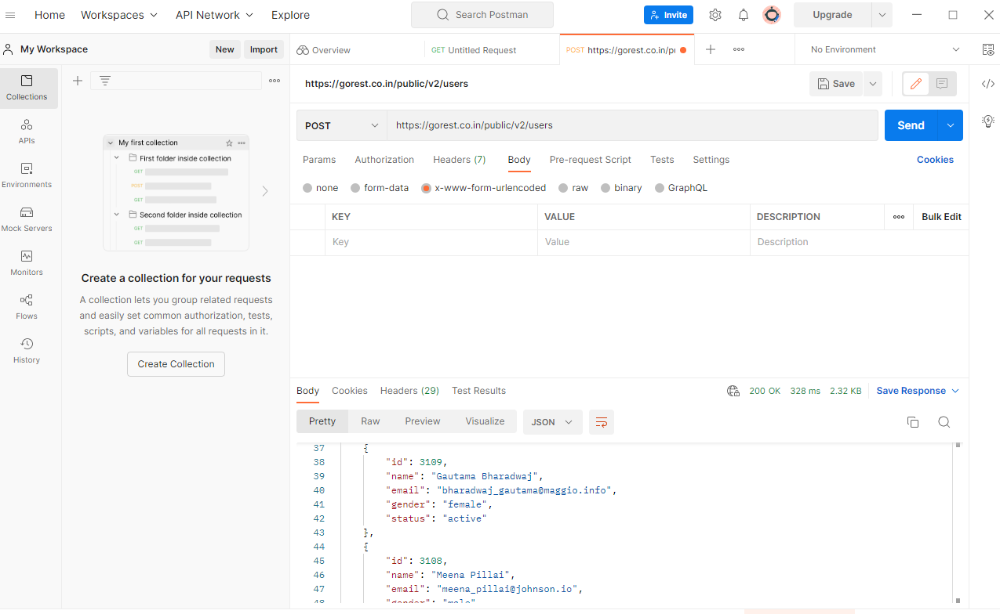 Home Workspaces API Network Explore Search Postman Invite Upgrade
My Workspace New Import Overview GET Untitled Request POST https://gorest.co.in/pu No Environment
Collections
APIs
Environments
Mock Servers
Monitors
Flows
History
My first collection
First folder inside collection
GET
POST
GET
Second folder inside collection
GET
GET
Create a collection for your requests
A collection lets you group related requests
and easily set common authorization, tests,
scripts, and variables for all requests in it.
Create Collection
https://gorest.co.in/public/v2/users Save
POST https://gorest.co.in/public/v2/users Send
Params Authorization Headers (7) Body Pre-request Script Tests Settings Cookies
none form-data x-www-form-urlencoded raw binary GraphQL
KEY VALUE DESCRIPTION Bulk Edit
Key Value Description
Body Cookies Headers (29) Test Results 200 OK 328 ms 2.32 KB Save Response
Pretty Raw Preview Visualize JSON
37 {
38 "id": 3109,
39 "name": "Gautama Bharadwaj",
40 "email": "bharadwaj_gautama@maggio.info",
41 "gender": "female",
42 "status": "active"
43 },
44 {
45 "id": 3108,
46 "name": "Meena Pillai",
47 "email": "meena_pillai@johnson.io",
48 "gender": "male"